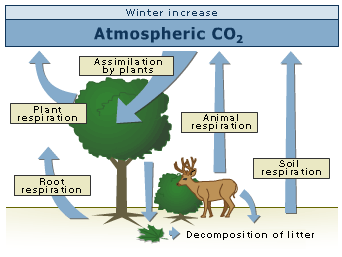 Winter increase
Atmospheric CO₂
Assimilation
by plants
Plant
respiration
Animal
respiration
Soil
respiration
Root
respiration
Decomposition of litter